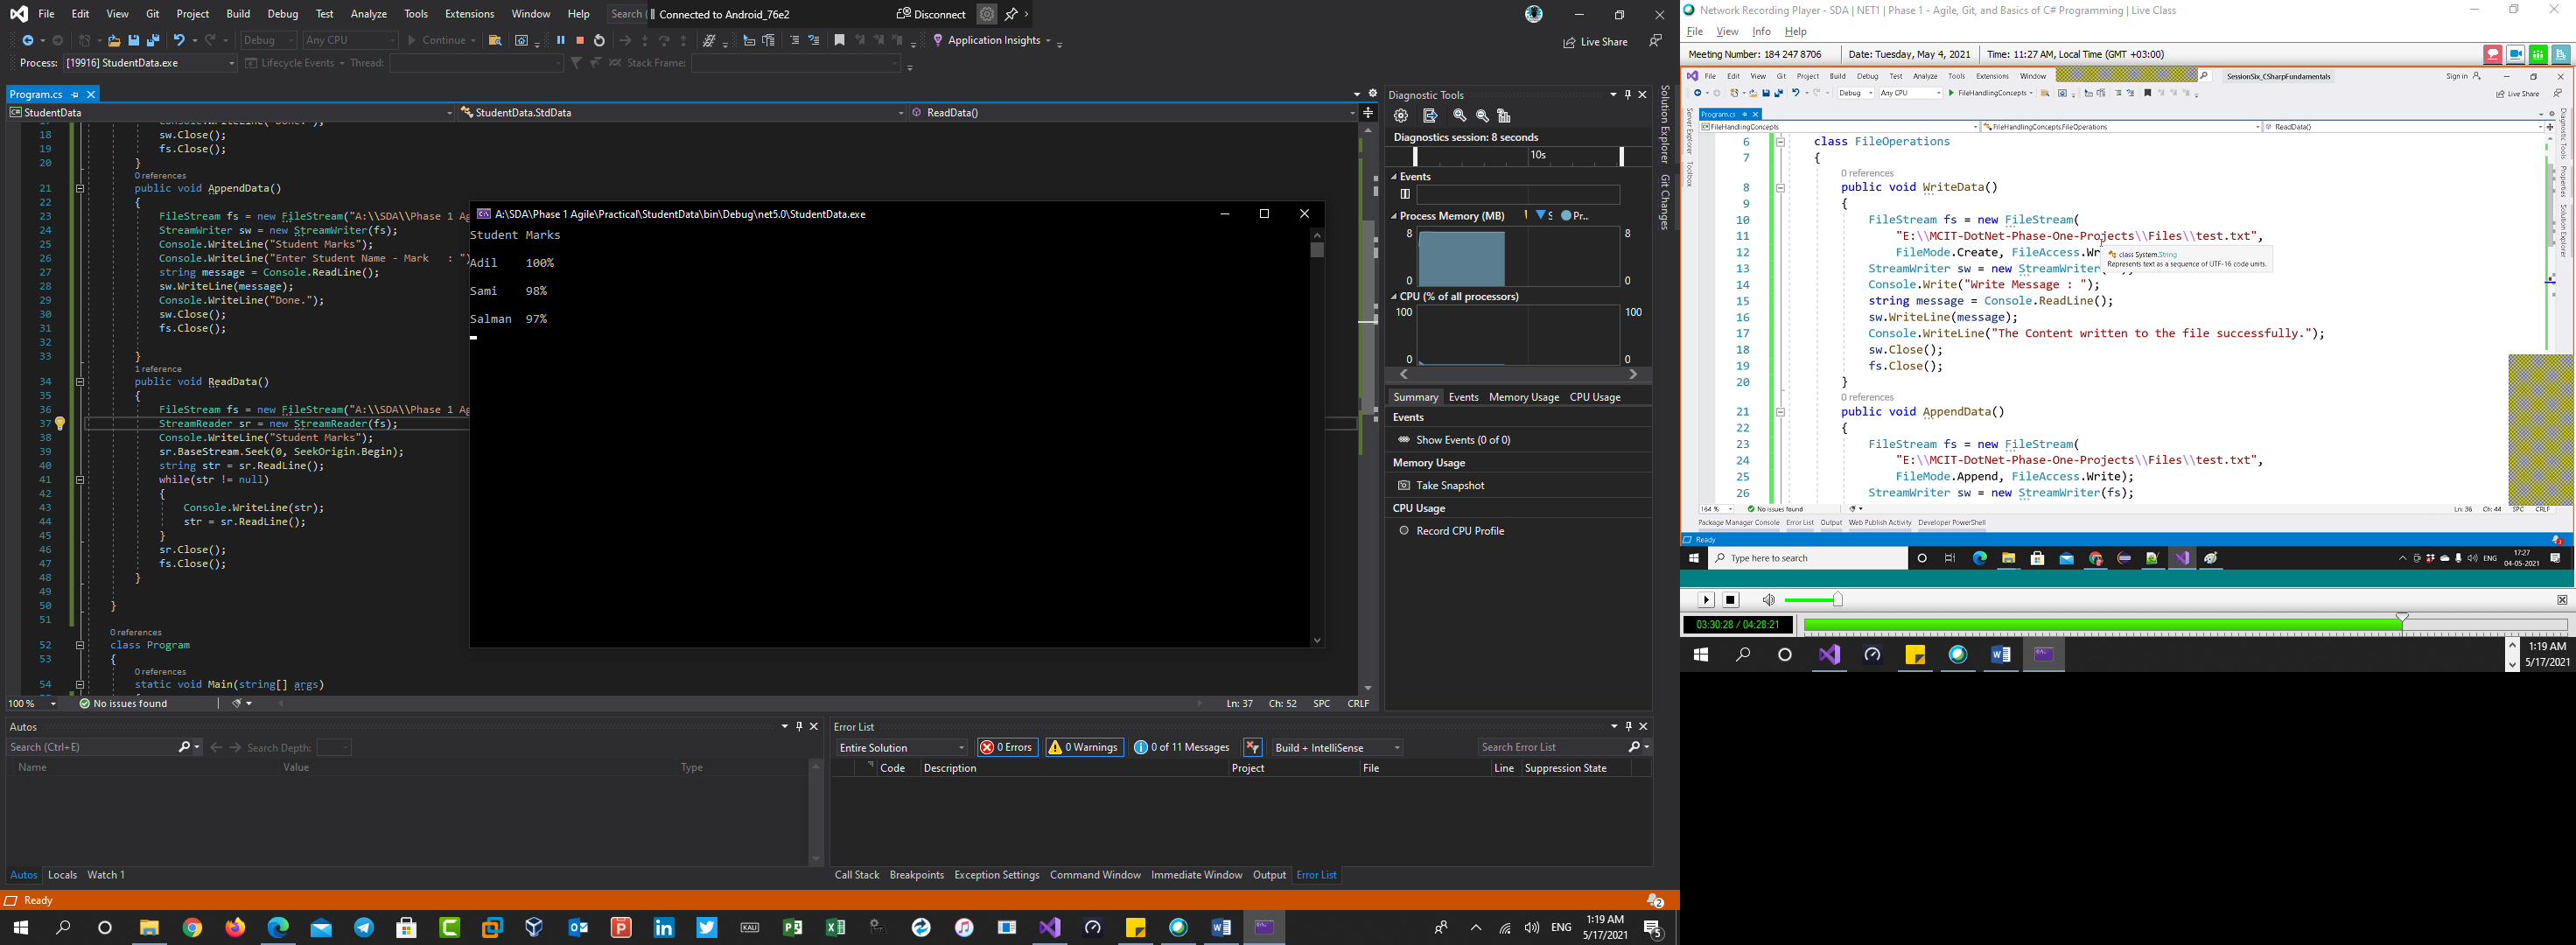 File Edit View Git Project Build Debug Test Analyze Tools Extensions Window Help Search (
Connected to Android_76e2 Disconnect
Debug Any CPU Continue Application Insights Live Share
Process: [19916] StudentData.exe Lifecycle Events Thread: Stack Frame:
Program.cs
StudentData StudentData.StdData ReadData()
18 sw.Close();
19 fs.Close();
20 }
0 references
21 public void AppendData()
22 {
23 FileStream fs = new FileStream("A:\\SDA\\Phase 1 Ag
24 StreamWriter sw = new StreamWriter(fs);
25 Console.WriteLine("Student Marks");
26 Console.WriteLine("Enter Student Name - Mark : ")
27 string message = Console.ReadLine();
28 sw.WriteLine(message);
29 Console.WriteLine("Done.");
30 sw.Close();
31 fs.Close();
32
33 }
1 reference
34 public void ReadData()
35 {
36 FileStream fs = new FileStream("A:\\SDA\\Phase 1 Ag
37 StreamReader sr = new StreamReader(fs);
38 Console.WriteLine("Student Marks");
39 sr.BaseStream.Seek(0, SeekOrigin.Begin);
40 string str = sr.ReadLine();
41 while(str != null)
42 {
43 Console.WriteLine(str);
44 str = sr.ReadLine();
45 }
46 sr.Close();
47 fs.Close();
48 }
49
50 }
51
0 references
52 class Program
53 {
0 references
54 static void Main(string[] args)
100 % No issues found Ln: 37 Ch: 52 SPC CRLF
A:\SDA\Phase 1 Agile\Practical\StudentData\bin\Debug\net5.0\StudentData.exe
Student Marks
Adil 100%
Sami 98%
Salman 97%
Diagnostic Tools
Diagnostics session: 8 seconds
10s
Events
Process Memory (MB) S Pr...
8 8
0 0
CPU (% of all processors)
100 100
0 0
Summary Events Memory Usage CPU Usage
Events
Show Events (0 of 0)
Memory Usage
Take Snapshot
CPU Usage
Record CPU Profile
Solution Explorer
Git Changes
Autos
Search (Ctrl+E) Search Depth:
Name Value Type
Autos Locals Watch 1
Error List
Entire Solution 0 Errors 0 Warnings 0 of 11 Messages Build + IntelliSense Search Error List
Code Description Project File Line Suppression State
Call Stack Breakpoints Exception Settings Command Window Immediate Window Output Error List
Ready 2
ENG 1:19 AM
5/17/2021 5
Network Recording Player - SDA | NET1 | Phase 1 - Agile, Git, and Basics of C# Programming | Live Class
File View Info Help
Meeting Number: 184 247 8706 Date: Tuesday, May 4, 2021 Time: 11:27 AM, Local Time (GMT +03:00)
File Edit View Git Project Build Debug Test Analyze Tools Extensions Window SessionSix_CSharpFundamentals Sign in
Debug Any CPU FileHandlingConcepts Live Share
Program.cs
FileHandlingConcepts FileHandlingConcepts.FileOperations ReadData()
Server Explorer
Toolbox
6 class FileOperations
7 {
0 references
8 public void WriteData()
9 {
10 FileStream fs = new FileStream(
11 "E:\\MCIT-DotNet-Phase-One-Projects\\Files\\test.txt",
12 FileMode.Create, FileAccess.Wr
class System.String
Represents text as a sequence of UTF-16 code units.
13 StreamWriter sw = new StreamWriter(
14 Console.Write("Write Message : ");
15 string message = Console.ReadLine();
16 sw.WriteLine(message);
17 Console.WriteLine("The Content written to the file successfully.");
18 sw.Close();
19 fs.Close();
20 }
0 references
21 public void AppendData()
22 {
23 FileStream fs = new FileStream(
24 "E:\\MCIT-DotNet-Phase-One-Projects\\Files\\test.txt",
25 FileMode.Append, FileAccess.Write);
26 StreamWriter sw = new StreamWriter(fs);
Diagnostic Tools
Properties
Solution Explorer
164 % No issues found Ln: 36 Ch: 44 SPC CRLF
Package Manager Console Error List Output Web Publish Activity Developer PowerShell
Ready
Type here to search ENG 17:27
04-05-2021
03:30:28 / 04:28:21
1:19 AM
5/17/2021